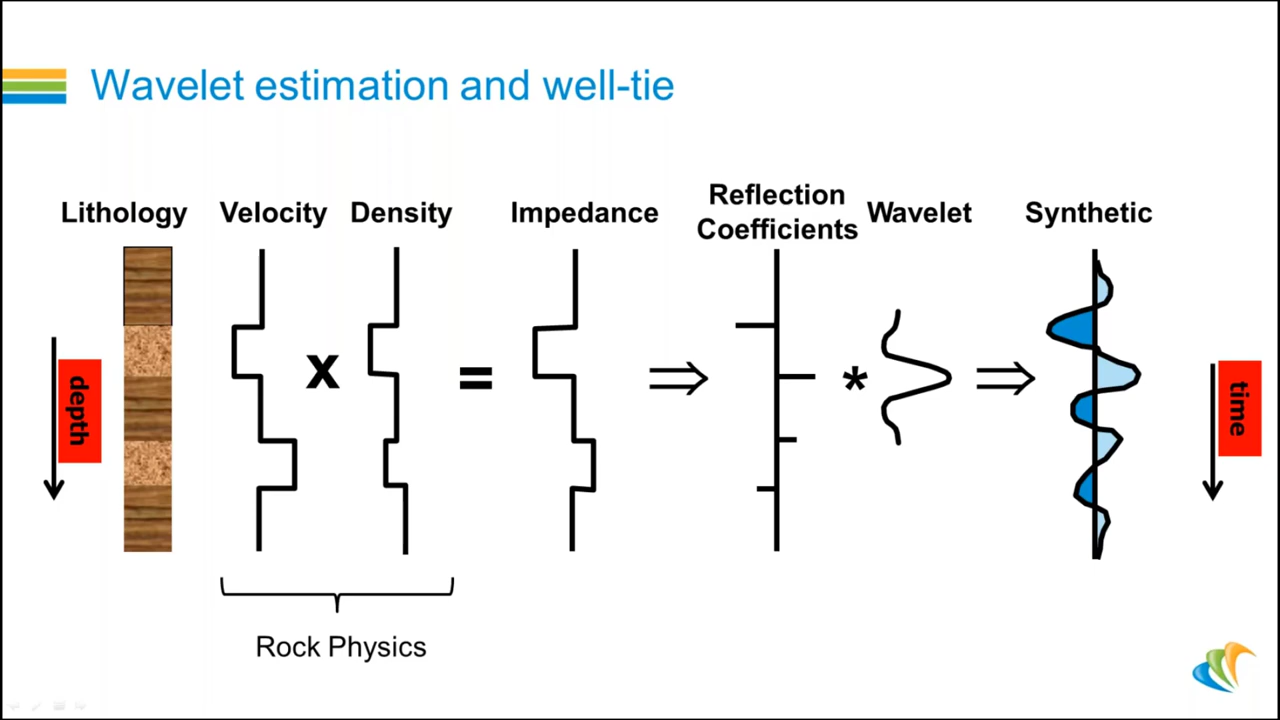 Wavelet estimation and well-tie
Lithology
Velocity
Density
Impedance
Reflection
Coefficients
Wavelet
Synthetic
depth
x
=
*
time
Rock Physics